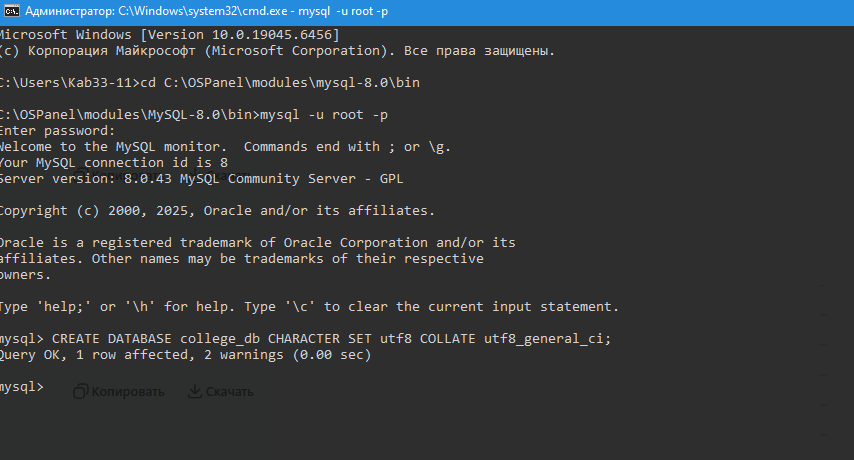 Администратор: C:\Windows\system32\cmd.exe - mysql -u root -p
Microsoft Windows [Version 10.0.19045.6456]
(c) Корпорация Майкрософт (Microsoft Corporation). Все права защищены.
C:\Users\Kab33-11>cd C:\OSPanel\modules\mysql-8.0\bin
C:\OSPanel\modules\MySQL-8.0\bin>mysql -u root -p
Enter password:
Welcome to the MySQL monitor.  Commands end with ; or \g.
Your MySQL connection id is 8
Server version: 8.0.43 MySQL Community Server - GPL
Copyright (c) 2000, 2025, Oracle and/or its affiliates.
Oracle is a registered trademark of Oracle Corporation and/or its
affiliates. Other names may be trademarks of their respective
owners.
Type 'help;' or '\h' for help. Type '\c' to clear the current input statement.
mysql> CREATE DATABASE college_db CHARACTER SET utf8 COLLATE utf8_general_ci;
Query OK, 1 row affected, 2 warnings (0.00 sec)
mysql>
Копировать Скачать